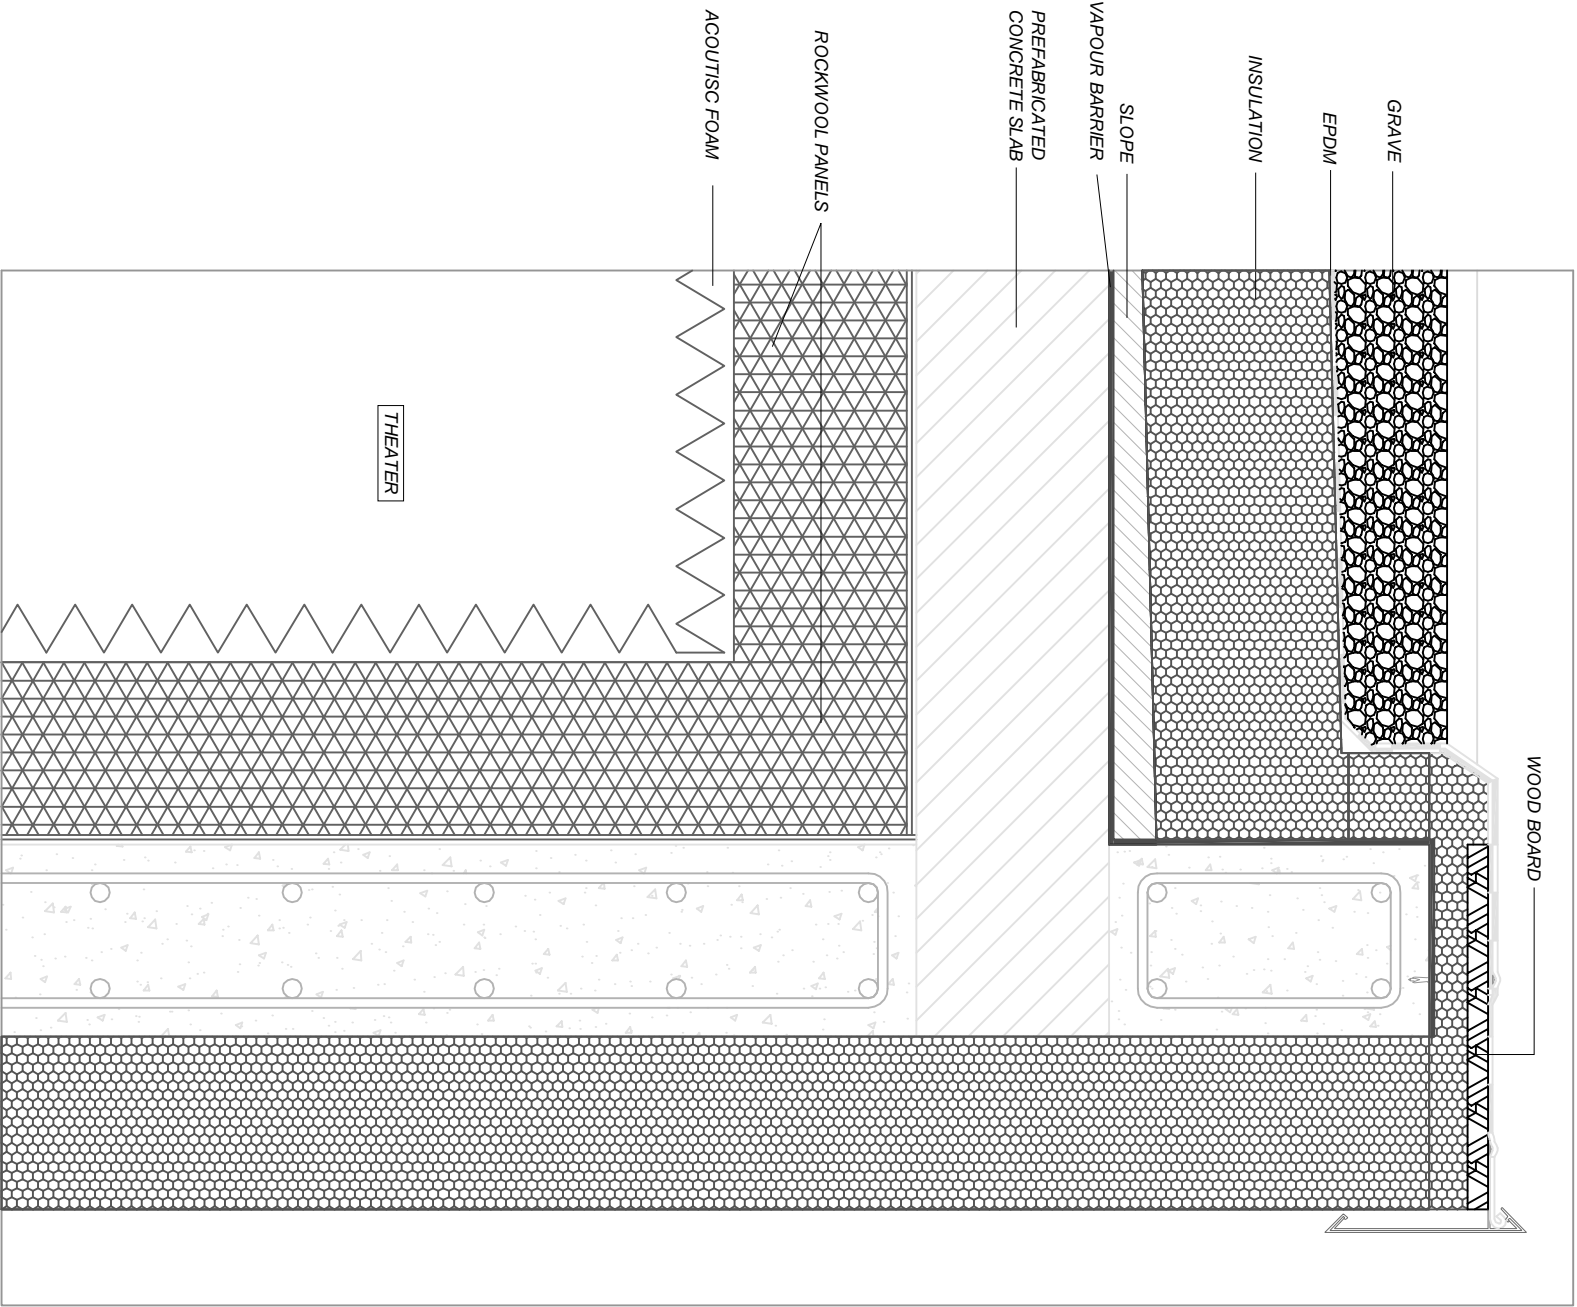 WOOD BOARD
GRAVE
EPDM
INSULATION
SLOPE
VAPOUR BARRIER
PREFABRICATED
CONCRETE SLAB
ROCKWOOL PANELS
ACOUTISC FOAM
THEATER